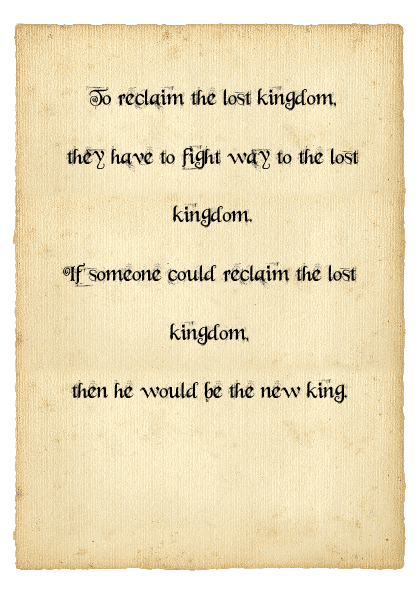 To reclaim the lost kingdom,
they have to fight way to the lost
kingdom.
If someone could reclaim the lost
kingdom,
then he would be the new king.